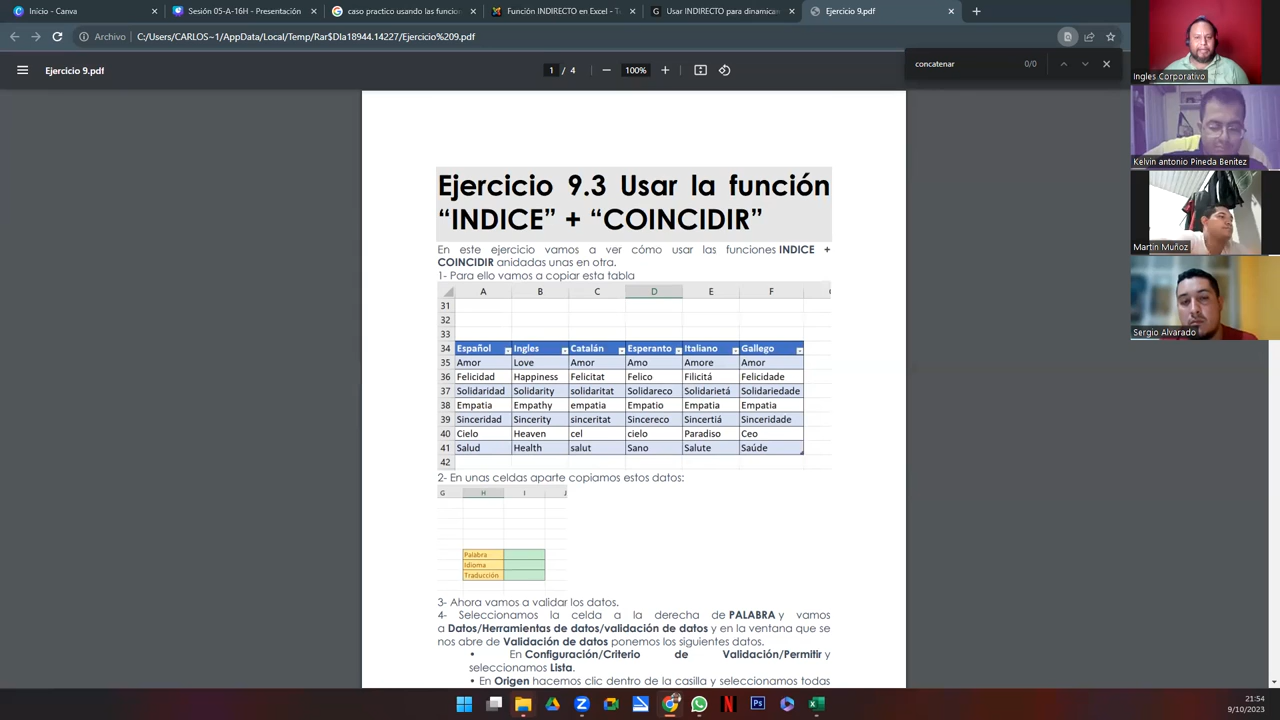 Inicio - Canva
Sesión 05-A-16H - Presentación
caso practico usando las funcion
Función INDIRECTO en Excel - Te
Usar INDIRECTO para dinamicam
Ejercicio 9.pdf
Archivo C:/Users/CARLOS~1/AppData/Local/Temp/Rar$DIa18944.14227/Ejercicio%209.pdf
Ejercicio 9.pdf
1 / 4
100%
concatenar 0/0
Ingles Corporativo
Kelvin antonio Pineda Benitez
Martín Muñoz
Sergio Alvarado
Ejercicio 9.3 Usar la función
“INDICE” + “COINCIDIR”
En este ejercicio vamos a ver cómo usar las funciones INDICE +
COINCIDIR anidadas unas en otra.
1- Para ello vamos a copiar esta tabla
A B C D E F
31
32
33
34 Español Ingles Catalán Esperanto Italiano Gallego
35 Amor Love Amor Amo Amore Amor
36 Felicidad Happiness Felicitat Felico Filicitá Felicidade
37 Solidaridad Solidarity solidaritat Solidareco Solidarietá Solidariedade
38 Empatia Empathy empatia Empatio Empatia Empatia
39 Sinceridad Sincerity sinceritat Sincereco Sincertiá Sinceridade
40 Cielo Heaven cel cielo Paradiso Ceo
41 Salud Health salut Sano Salute Saúde
42
2- En unas celdas aparte copiamos estos datos:
G H I J
Palabra
Idioma
Traducción
3- Ahora vamos a validar los datos.
4- Seleccionamos la celda a la derecha de PALABRA y vamos
a Datos/Herramientas de datos/validación de datos y en la ventana que se
nos abre de Validación de datos ponemos los siguientes datos.
• En Configuración/Criterio de Validación/Permitir y
seleccionamos Lista.
• En Origen hacemos clic dentro de la casilla y seleccionamos todas
21:54
9/10/2023